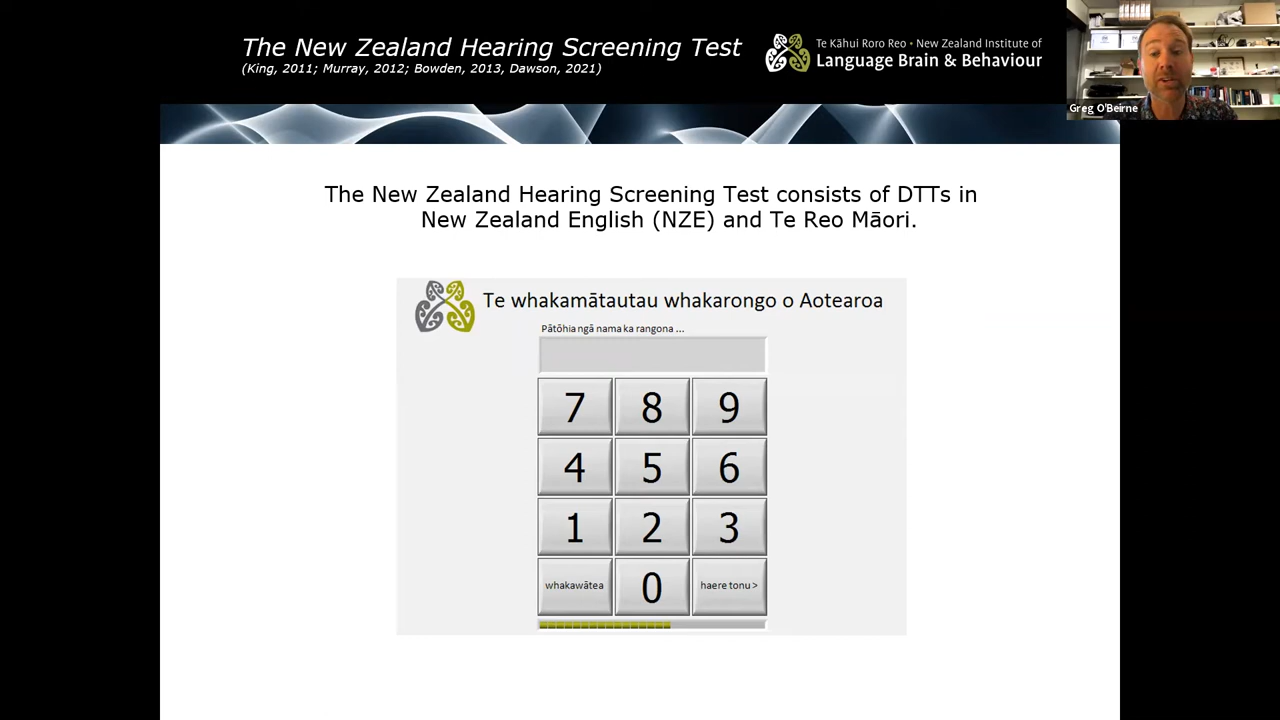 The New Zealand Hearing Screening Test
(King, 2011; Murray, 2012; Bowden, 2013, Dawson, 2021)
Te Kāhui Roro Reo • New Zealand Institute of
Language Brain & Behaviour
Greg O'Beirne
The New Zealand Hearing Screening Test consists of DTTs in
New Zealand English (NZE) and Te Reo Māori.
Te whakamātautau whakarongo o Aotearoa
Pātōhia ngā nama ka rangona ...
7 8 9
4 5 6
1 2 3
whakawātea 0 haere tonu >